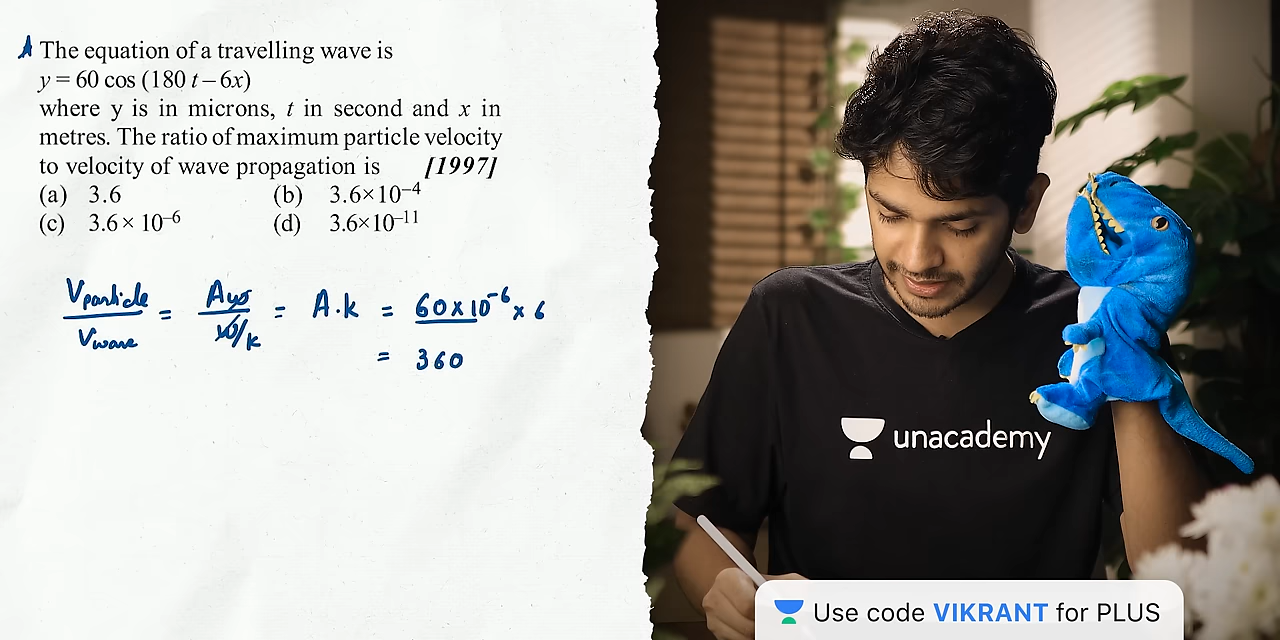 The equation of a travelling wave is
y = 60 cos (180 t – 6x)
where y is in microns, t in second and x in
metres. The ratio of maximum particle velocity
to velocity of wave propagation is [1997]
(a) 3.6 (b) 3.6×10⁻⁴
(c) 3.6 × 10⁻⁶ (d) 3.6×10⁻¹¹
Vparticle / Vwave = Aω / ω/k = A.k = 60 x 10⁻⁶ x 6
= 360
unacademy
Use code VIKRANT for PLUS